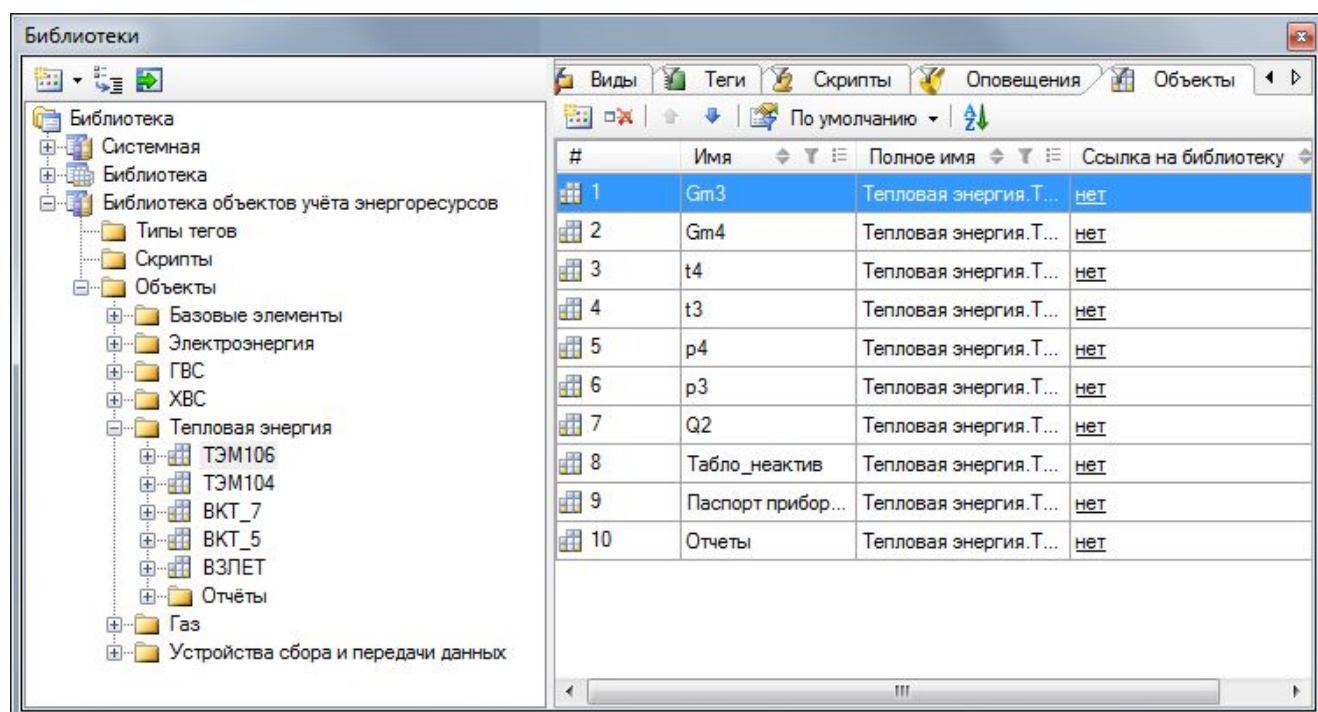 Библиотеки
Библиотека
Системная
Библиотека
Библиотека объектов учёта энергоресурсов
Типы тегов
Скрипты
Объекты
Базовые элементы
Электроэнергия
ГВС
ХВС
Тепловая энергия
ТЭМ106
ТЭМ104
ВКТ_7
ВКТ_5
ВЗЛЕТ
Отчёты
Газ
Устройства сбора и передачи данных
Виды Теги Скрипты Оповещения Объекты
По умолчанию
# Имя Полное имя Ссылка на библиотеку
1 Gm3 Тепловая энергия.Т... нет
2 Gm4 Тепловая энергия.Т... нет
3 t4 Тепловая энергия.Т... нет
4 t3 Тепловая энергия.Т... нет
5 p4 Тепловая энергия.Т... нет
6 p3 Тепловая энергия.Т... нет
7 Q2 Тепловая энергия.Т... нет
8 Табло_неактив Тепловая энергия.Т... нет
9 Паспорт прибор... Тепловая энергия.Т... нет
10 Отчеты Тепловая энергия.Т... нет